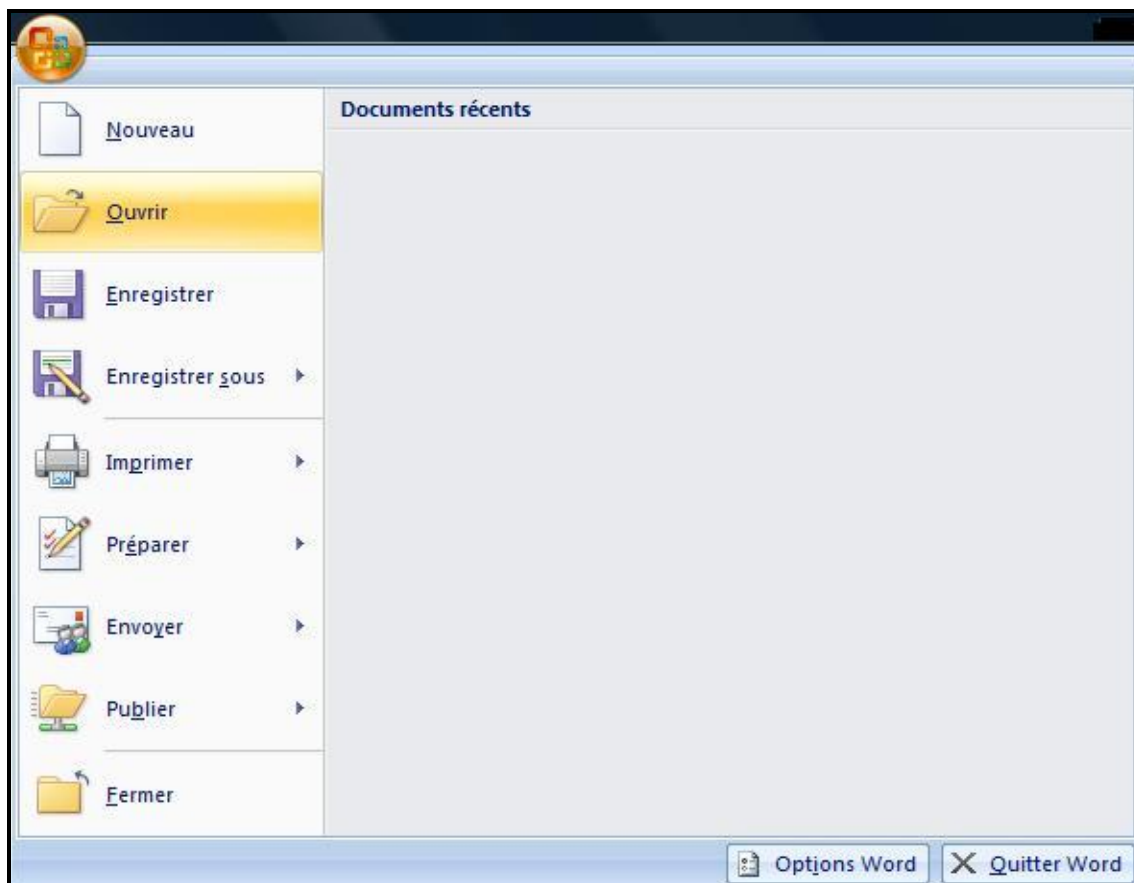 Documents récents
Nouveau
Ouvrir
Enregistrer
Enregistrer sous
Imprimer
Préparer
Envoyer
Publier
Fermer
Options Word
Quitter Word